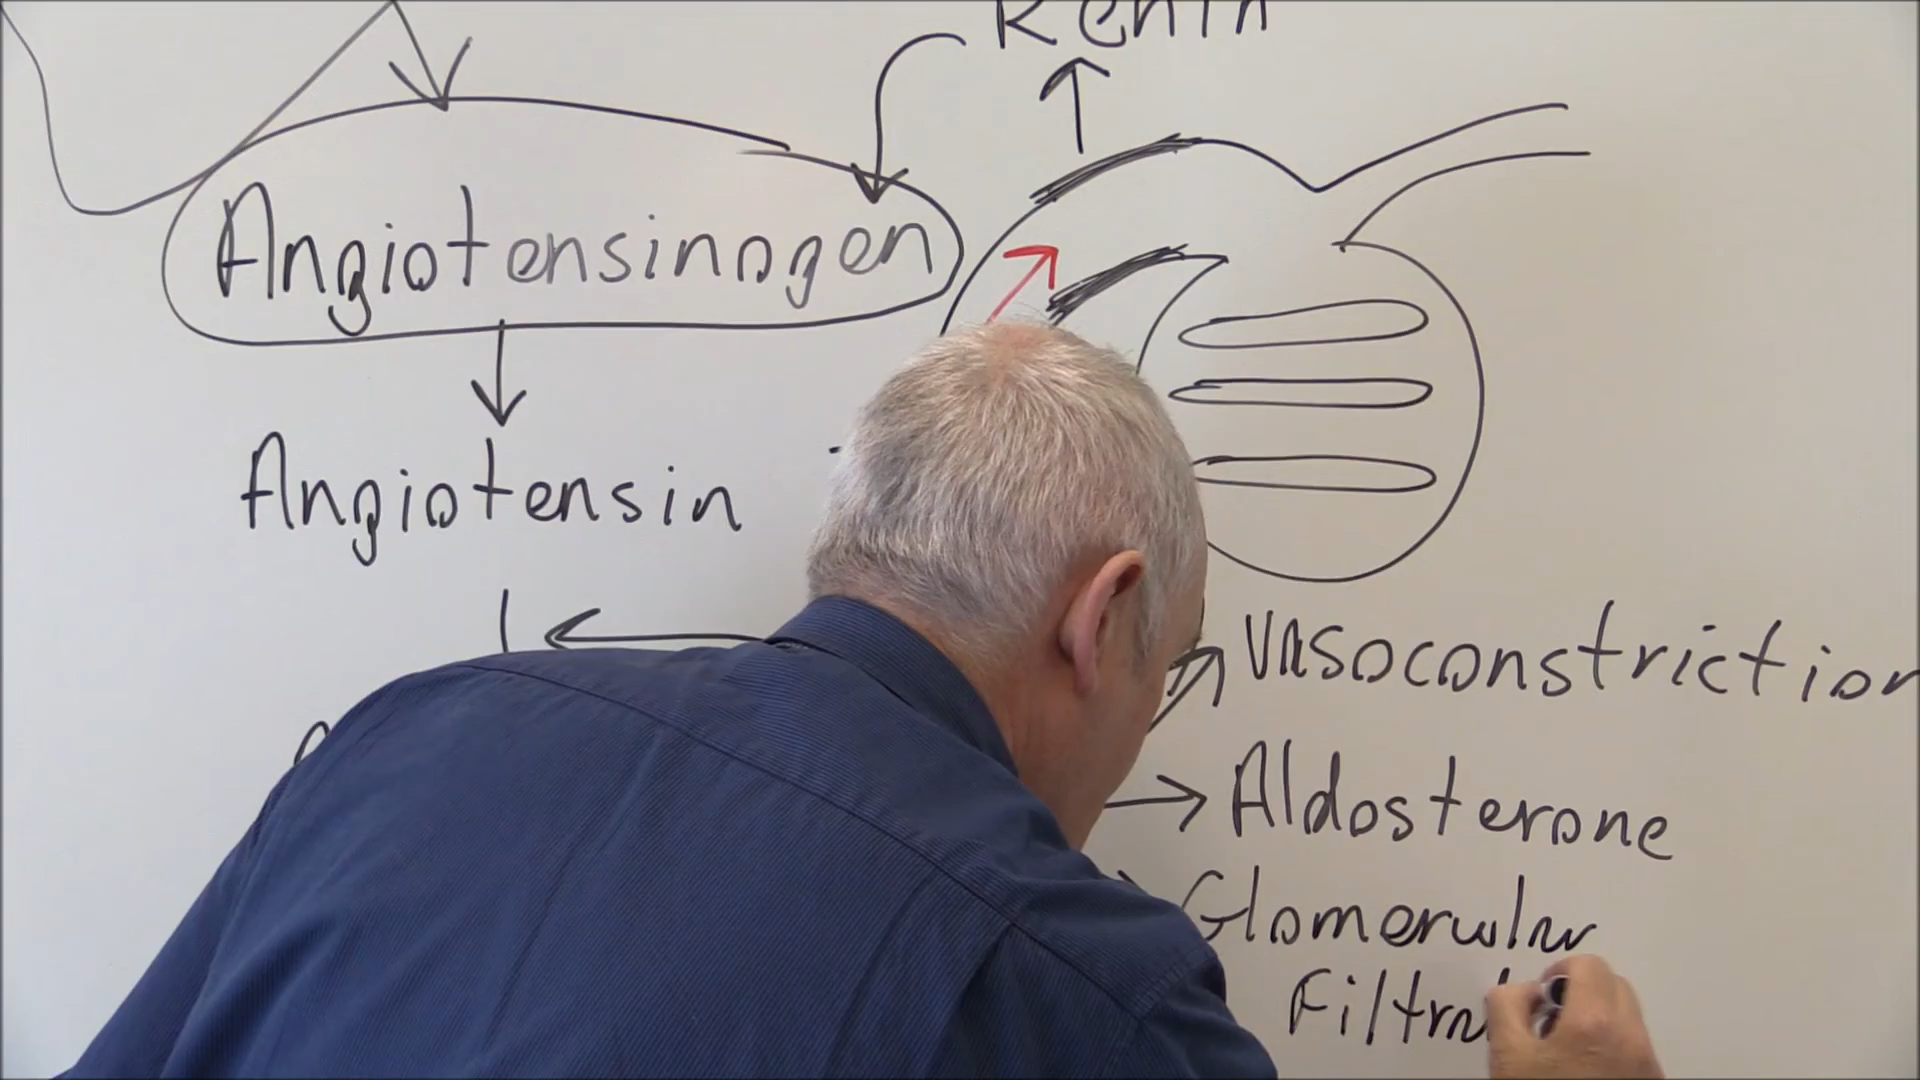 Renin
Angiotensinogen
Angiotensin
Vasoconstriction
Aldosterone
Glomerular